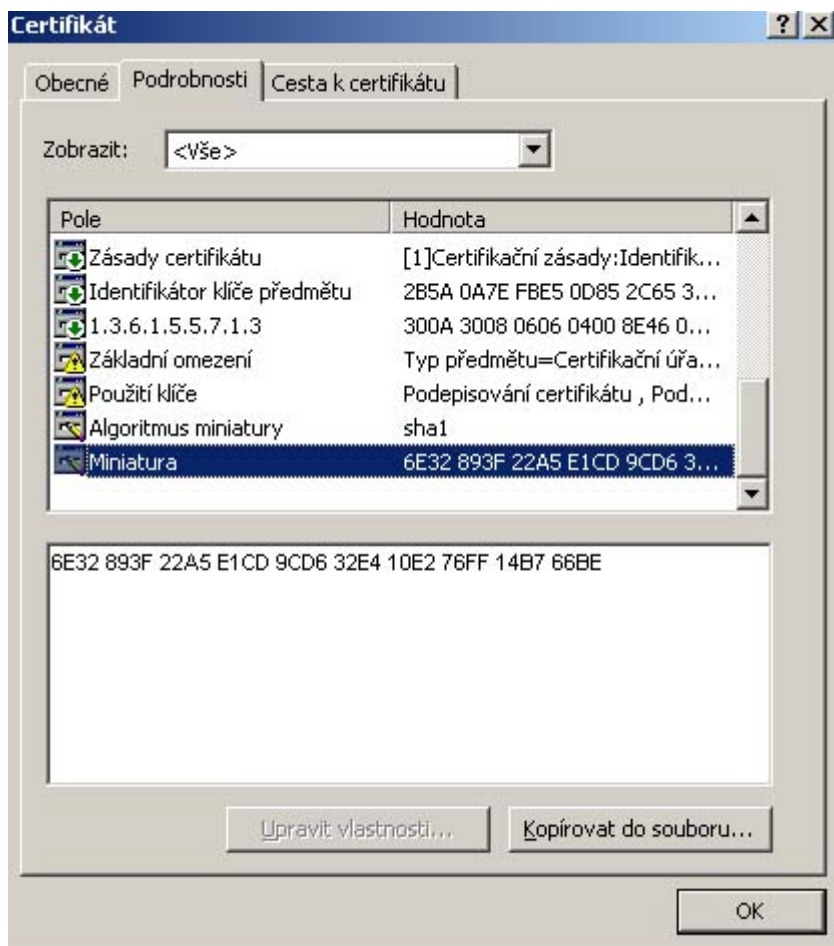 Certifikát
Obecné Podrobnosti Cesta k certifikátu
Zobrazit: <Vše>
Pole Hodnota
Zásady certifikátu [1]Certifikační zásady:Identifik...
Identifikátor klíče předmětu 2B5A 0A7E FBE5 0D85 2C65 3...
1.3.6.1.5.5.7.1.3 300A 3008 0606 0400 8E46 0...
Základní omezení Typ předmětu=Certifikační úřa...
Použití klíče Podepisování certifikátu , Pod...
Algoritmus miniatury sha1
Miniatura 6E32 893F 22A5 E1CD 9CD6 3...
6E32 893F 22A5 E1CD 9CD6 32E4 10E2 76FF 14B7 66BE
Upravit vlastnosti... Kopírovat do souboru...
OK